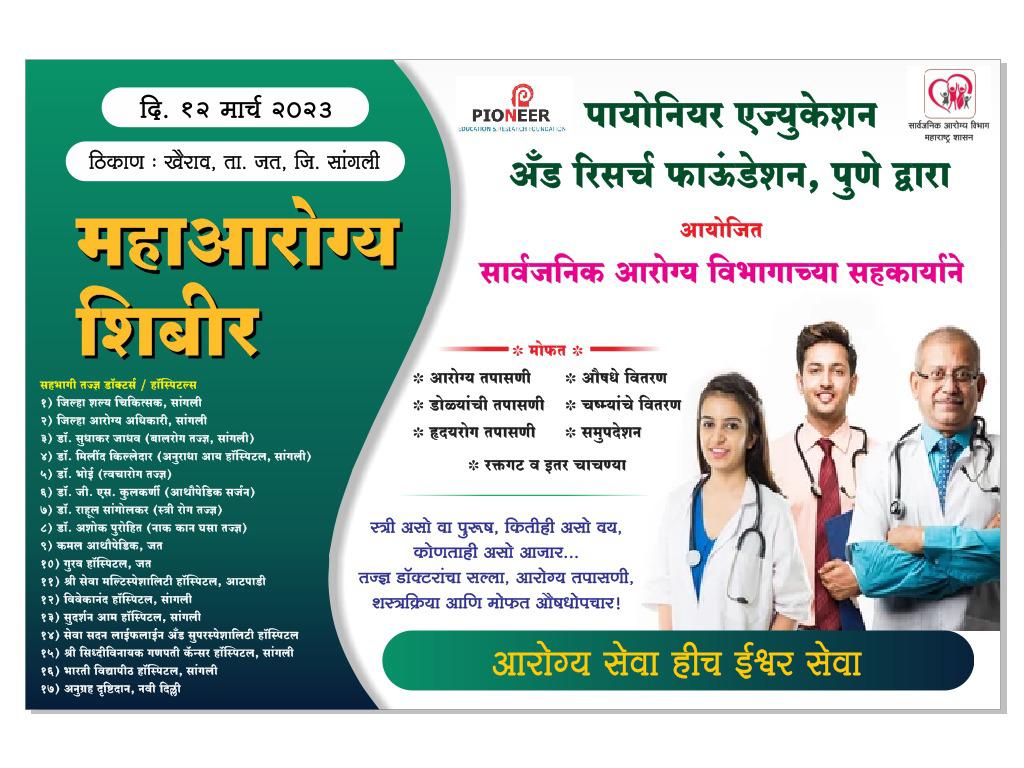 दि. १२ मार्च २०२३
ठिकाण : खैराव, ता. जत, जि. सांगली
महाआरोग्य
शिबीर
सहभागी तज्ज्ञ डॉक्टर्स / हॉस्पिटल्स
१) जिल्हा शल्य चिकित्सक, सांगली
२) जिल्हा आरोग्य अधिकारी, सांगली
३) डॉ. सुधाकर जाधव (बालरोग तज्ज्ञ, सांगली)
४) डॉ. मिलींद किल्लेदार (अनुराधा आय हॉस्पिटल, सांगली)
५) डॉ. भोई (त्वचारोग तज्ज्ञ)
६) डॉ. जी. एस. कुलकर्णी (आर्थोपेडिक सर्जन)
७) डॉ. राहूल सांगोलकर (स्त्री रोग तज्ज्ञ)
८) डॉ. अशोक पुरोहित (नाक कान घसा तज्ज्ञ)
९) कमल आर्थोपेडिक, जत
१०) गुरव हॉस्पिटल, जत
११) श्री सेवा मल्टिस्पेशालिटी हॉस्पिटल, आटपाडी
१२) विवेकानंद हॉस्पिटल, सांगली
१३) सुदर्शन आम हॉस्पिटल, सांगली
१४) सेवा सदन लाईफलाईन अँड सुपरस्पेशालिटी हॉस्पिटल
१५) श्री सिध्दीविनायक गणपती कॅन्सर हॉस्पिटल, सांगली
१६) भारती विद्यापीठ हॉस्पिटल, सांगली
१७) अनुग्रह दृष्टिदान, नवी दिल्ली
PIONEER
EDUCATION & RESEARCH FOUNDATION
पायोनियर एज्युकेशन
अँड रिसर्च फाऊंडेशन, पुणे द्वारा
सार्वजनिक आरोग्य विभाग
महाराष्ट्र शासन
आयोजित
सार्वजनिक आरोग्य विभागाच्या सहकार्याने
❊ मोफत ❊
❊ आरोग्य तपासणी ❊ औषधे वितरण
❊ डोळ्यांची तपासणी ❊ चष्म्यांचे वितरण
❊ हृदयरोग तपासणी ❊ समुपदेशन
❊ रक्तगट व इतर चाचण्या
स्त्री असो वा पुरूष, कितीही असो वय,
कोणताही असो आजार...
तज्ज्ञ डॉक्टरांचा सल्ला, आरोग्य तपासणी,
शस्त्रक्रिया आणि मोफत औषधोपचार!
आरोग्य सेवा हीच ईश्वर सेवा